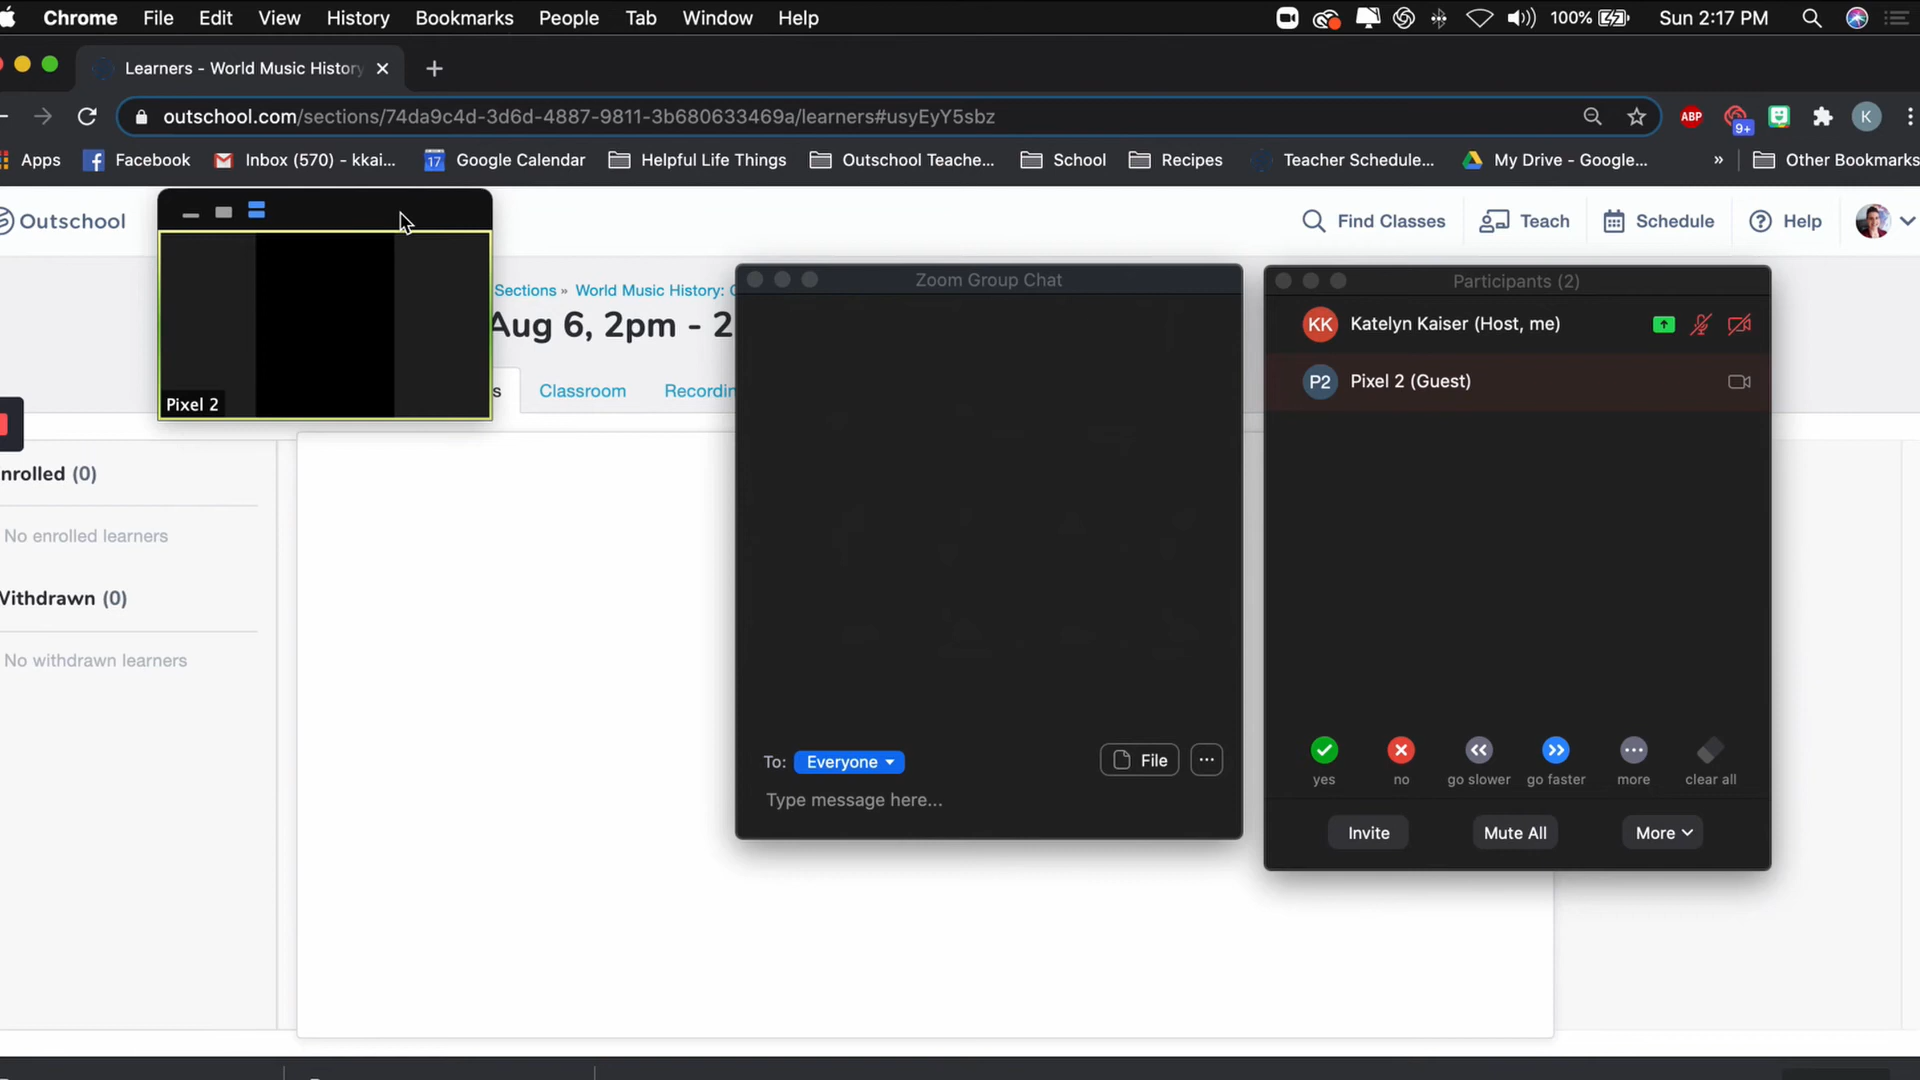 Chrome File Edit View History Bookmarks People Tab Window Help 100% Sun 2:17 PM
Learners - World Music History
outschool.com/sections/74da9c4d-3d6d-4887-9811-3b680633469a/learners#usyEyY5sbz ABP 9+ K
Apps Facebook Inbox (570) - kkai... 17 Google Calendar Helpful Life Things Outschool Teache... School Recipes Teacher Schedule... My Drive - Google... » Other Bookmarks
Outschool Find Classes Teach Schedule Help
Pixel 2
Sections » World Music History:
Aug 6, 2pm - 2
s Classroom Recordin
nrolled (0)
No enrolled learners
Withdrawn (0)
No withdrawn learners
Zoom Group Chat
To: Everyone File ...
Type message here...
Participants (2)
KK Katelyn Kaiser (Host, me)
P2 Pixel 2 (Guest)
yes no go slower go faster more clear all
Invite Mute All More